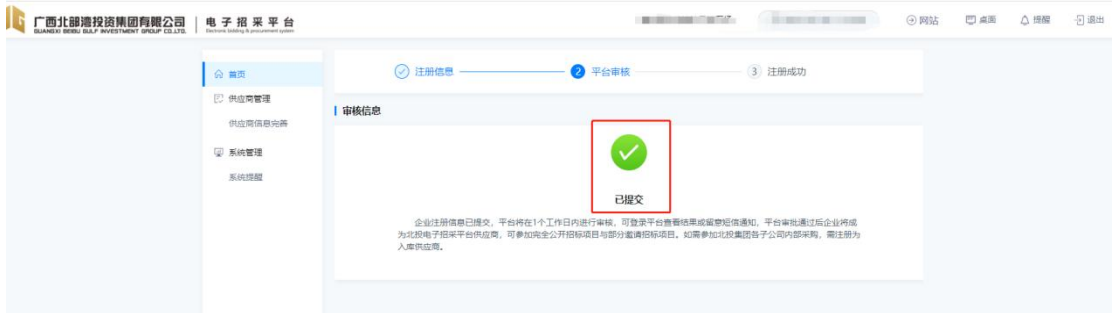 广西北部湾投资集团有限公司
GUANGXI BEIBU GULF INVESTMENT GROUP CO.,LTD.
电子招采平台
Electronic bidding & procurement system
网站 桌面 提醒 退出
首页
供应商管理
供应商信息完善
系统管理
系统提醒
注册信息 2 平台审核 3 注册成功
审核信息
已提交
企业注册信息已提交，平台将在1个工作日内进行审核，可登录平台查看结果或留意短信通知，平台审批通过后企业将成
为北投电子招采平台供应商，可参加完全公开招标项目与部分邀请招标项目。如需参加北投集团各子公司内部采购，需注册为
入库供应商。